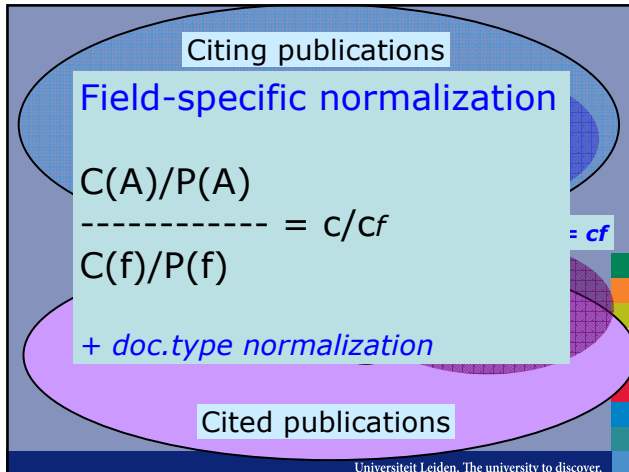 Citing publications
Field-specific normalization
C(A)/P(A)
------------ = c/cf
C(f)/P(f)
= cf
+ doc.type normalization
Cited publications
Universiteit Leiden. The university to discover.